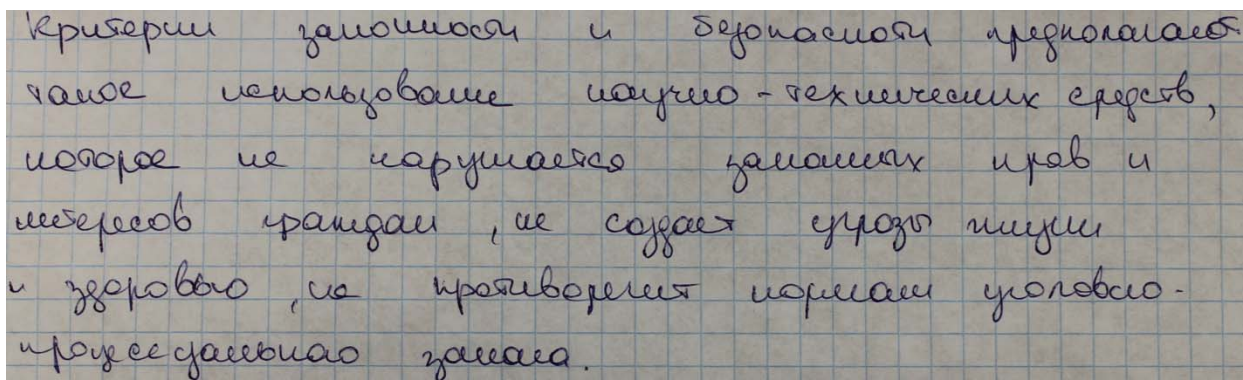 Критерии законности и безопасности предполагают
такое использование научно-технических средств,
которое не нарушается законных прав и
интересов граждан, не создает угрозы жизни
и здоровью, не противоречит нормам уголовно-
процессуального закона.